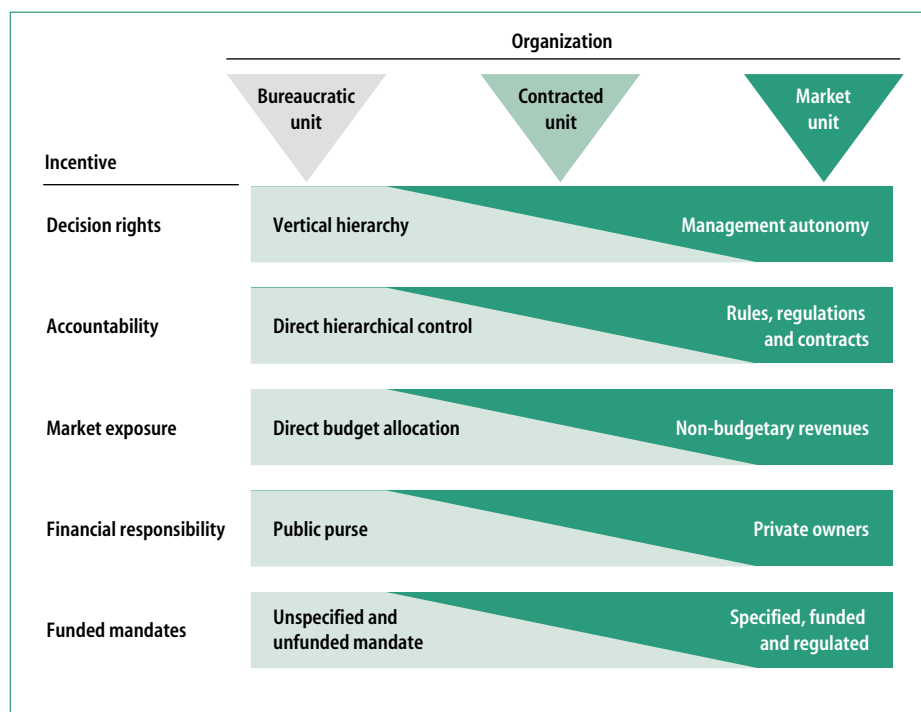 Organization
Bureaucratic
unit
Contracted
unit
Market
unit
Incentive
Decision rights
Vertical hierarchy
Management autonomy
Accountability
Direct hierarchical control
Rules, regulations
and contracts
Market exposure
Direct budget allocation
Non-budgetary revenues
Financial responsibility
Public purse
Private owners
Funded mandates
Unspecified and
unfunded mandate
Specified, funded
and regulated